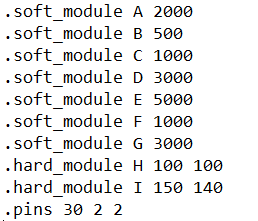 .soft_module A 2000
.soft_module B 500
.soft_module C 1000
.soft_module D 3000
.soft_module E 5000
.soft_module F 1000
.soft_module G 3000
.hard_module H 100 100
.hard_module I 150 140
.pins 30 2 2